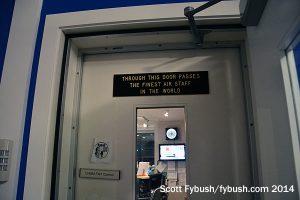 THROUGH THIS DOOR PASSES
THE FINEST AIR STAFF
IN THE WORLD
Scott Fybush/fybush.com 2014